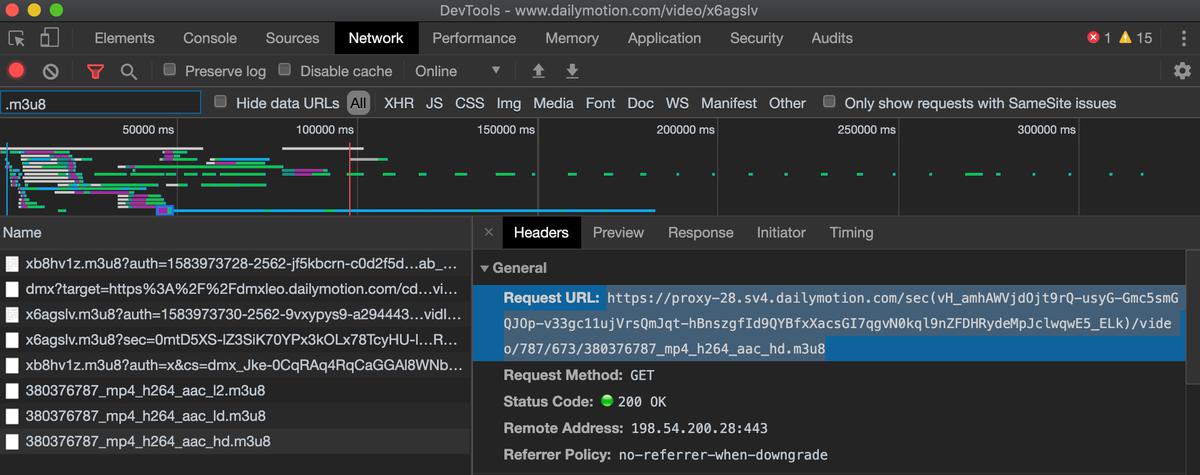 DevTools - www.dailymotion.com/video/x6agslv
Elements Console Sources Network Performance Memory Application Security Audits 1 15
Preserve log Disable cache Online
.m3u8 Hide data URLs All XHR JS CSS Img Media Font Doc WS Manifest Other Only show requests with SameSite issues
50000 ms 100000 ms 150000 ms 200000 ms 250000 ms 300000 ms
Name
xb8hv1z.m3u8?auth=1583973728-2562-jf5kbcrn-c0d2f5d…ab_…
dmx?target=https%3A%2F%2Fdmxleo.dailymotion.com/cd…vi…
x6agslv.m3u8?auth=1583973730-2562-9vxypys9-a294443…vidI…
x6agslv.m3u8?sec=0mtD5XS-lZ3SiK70YPx3kOLx78TcyHU-l…R…
xb8hv1z.m3u8?auth=x&cs=dmx_Jke-0CqRAq4RqCaGGAl8WNb…
380376787_mp4_h264_aac_l2.m3u8
380376787_mp4_h264_aac_ld.m3u8
380376787_mp4_h264_aac_hd.m3u8
× Headers Preview Response Initiator Timing
General
Request URL: https://proxy-28.sv4.dailymotion.com/sec(vH_amhAWVjdOjt9rQ-usyG-Gmc5smG
QJOp-v33gc11ujVrsQmJqt-hBnszgfId9QYBfxXacsGI7qgvN0kql9nZFDHRydeMpJclwqwE5_ELk)/vide
o/787/673/380376787_mp4_h264_aac_hd.m3u8
Request Method: GET
Status Code: 200 OK
Remote Address: 198.54.200.28:443
Referrer Policy: no-referrer-when-downgrade